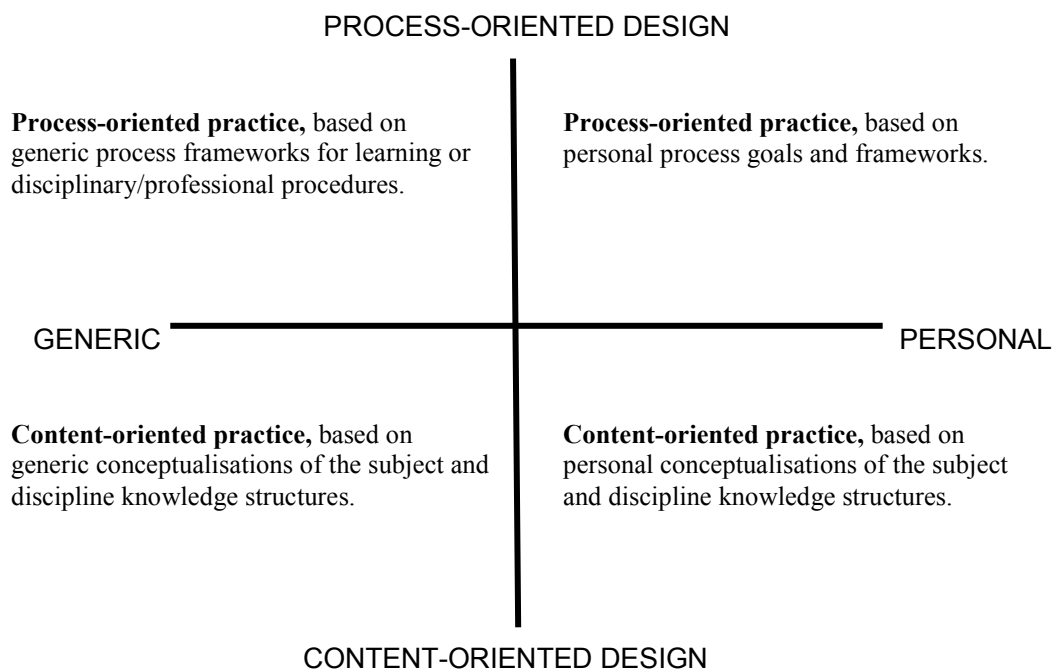 PROCESS-ORIENTED DESIGN
Process-oriented practice, based on
generic process frameworks for learning or
disciplinary/professional procedures.
Process-oriented practice, based on
personal process goals and frameworks.
GENERIC
PERSONAL
Content-oriented practice, based on
generic conceptualisations of the subject and
discipline knowledge structures.
Content-oriented practice, based on
personal conceptualisations of the subject
and discipline knowledge structures.
CONTENT-ORIENTED DESIGN